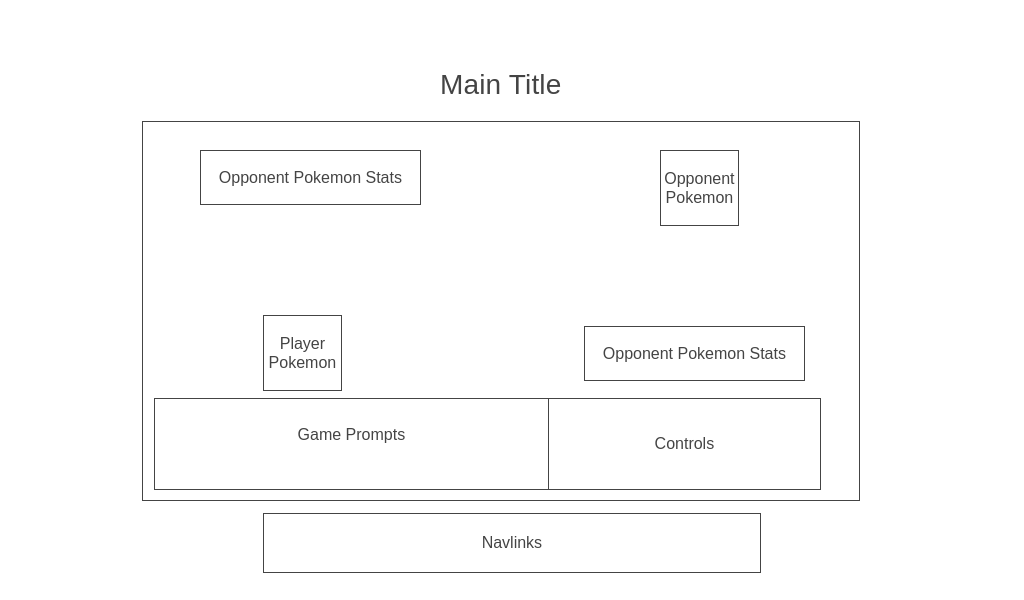 Main Title
Opponent Pokemon Stats
Opponent
Pokemon
Player
Pokemon
Opponent Pokemon Stats
Game Prompts
Controls
Navlinks